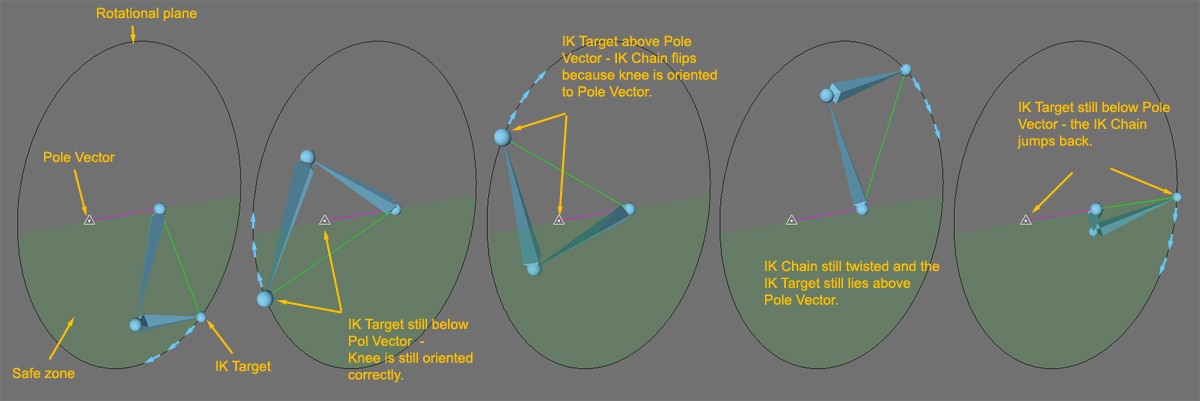 Rotational plane
Pole Vector
Safe zone
IK Target
IK Target still below
Pol Vector -
Knee is still oriented
correctly.
IK Target above Pole
Vector - IK Chain flips
because knee is oriented
to Pole Vector.
IK Chain still twisted and the
IK Target still lies above
Pole Vector.
IK Target still below Pole
Vector - the IK Chain
jumps back.